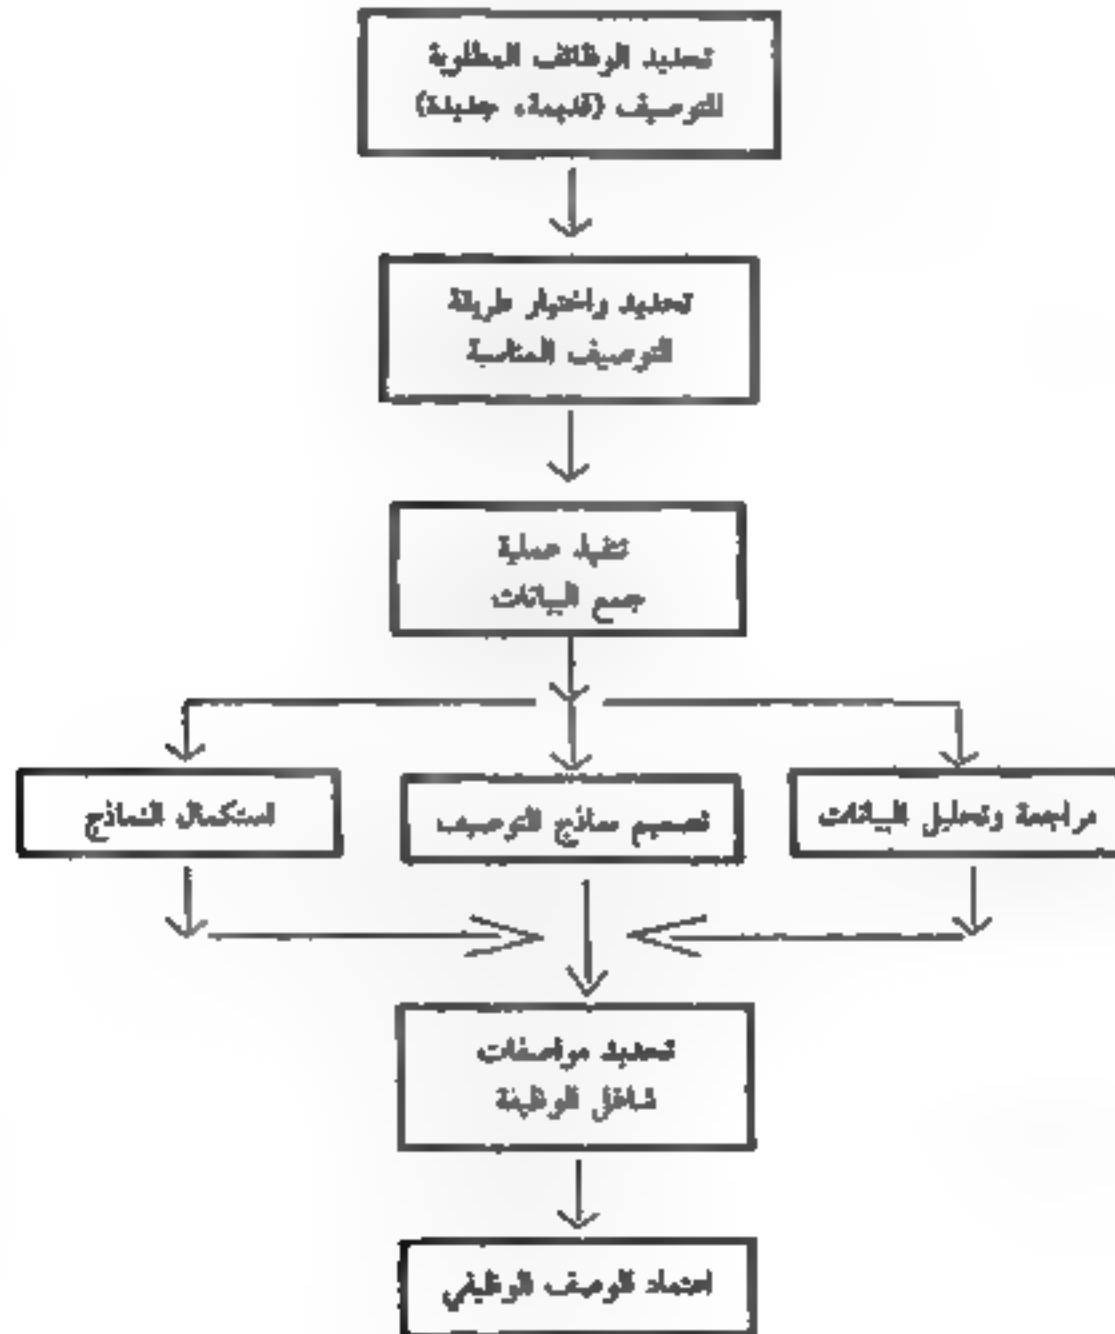 تحديد الوظائف المطلوبة
للتوصيف (قديمة، جديدة)
تحديد واختيار طريقة
التوصيف المناسبة
تنفيذ عملية
جمع البيانات
مراجعة وتحليل البيانات
تصميم نماذج التوصيف
استكمال النماذج
تحديد مواصفات
شاغل الوظيفة
اعتماد الوصف الوظيفي